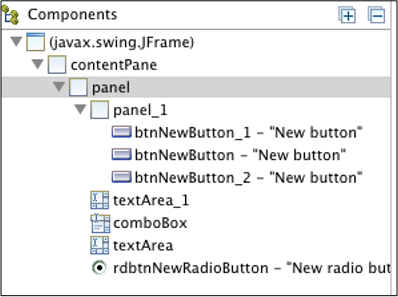 Components
(javax.swing.JFrame)
contentPane
panel
panel_1
btnNewButton_1 - "New button"
btnNewButton - "New button"
btnNewButton_2 - "New button"
textArea_1
comboBox
textArea
rdbtnNewRadioButton - "New radio but